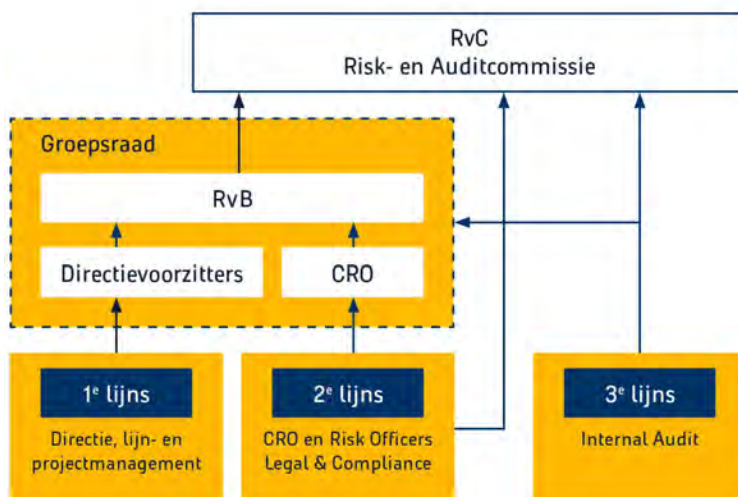 RvC
Risk- en Auditcommissie
Groepsraad
RvB
Directievoorzitters
CRO
1e lijns
Directie, lijn- en
projectmanagement
2e lijns
CRO en Risk Officers
Legal & Compliance
3e lijns
Internal Audit